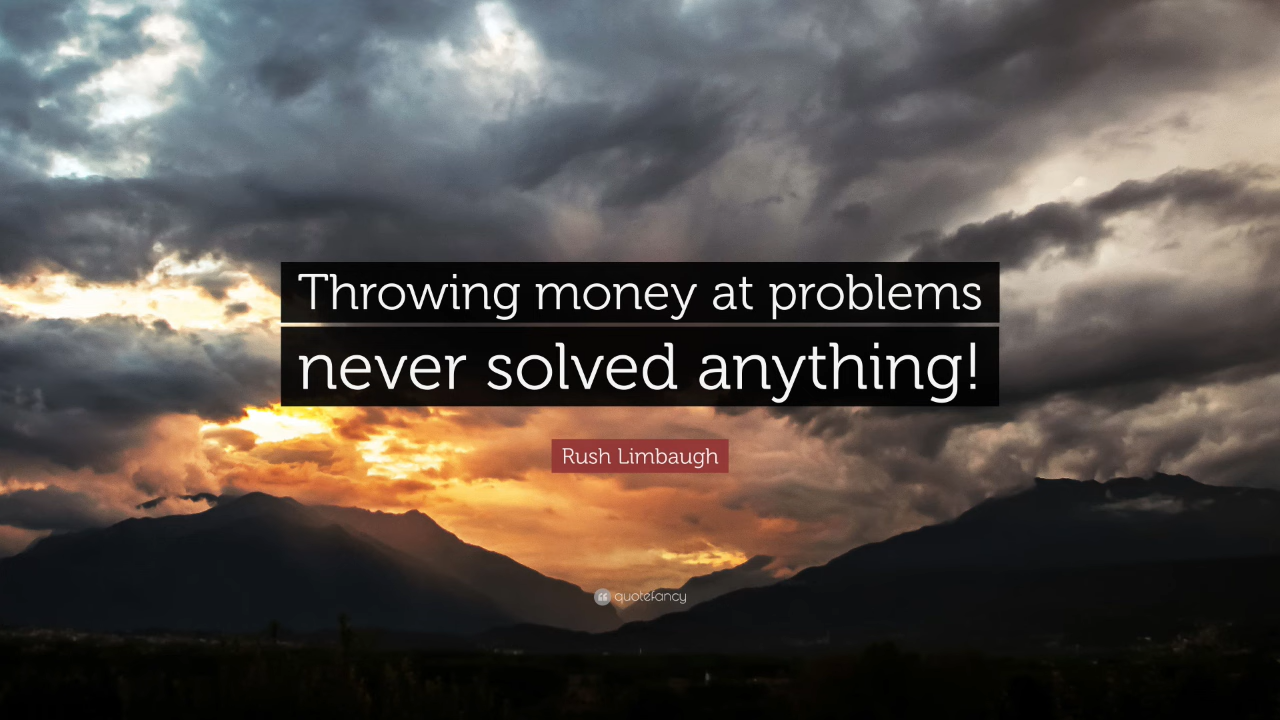 Throwing money at problems
never solved anything!
Rush Limbaugh
quotefancy